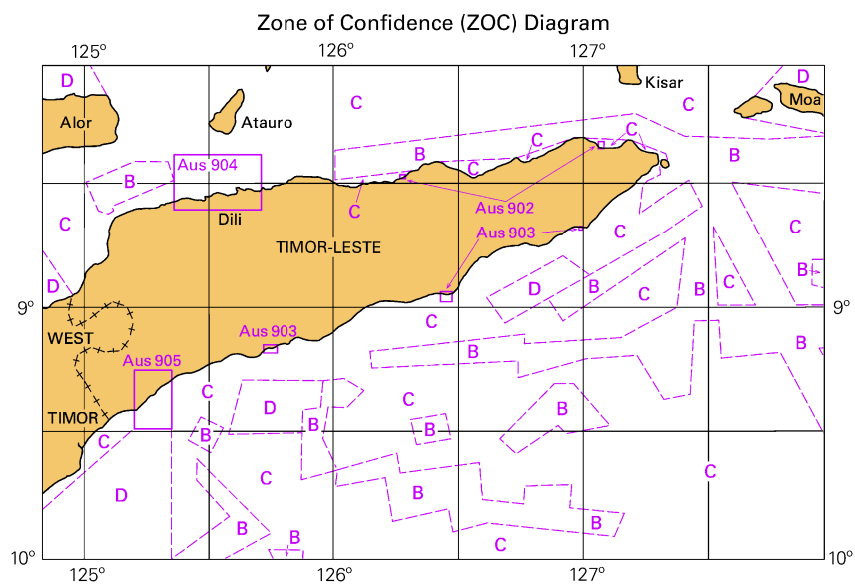 Zone of Confidence (ZOC) Diagram
125° 126° 127°
D D
C C
Kisar
Alor Atauro Moa
C C
B B
Aus 904
C
B
Aus 902
C
Dili
C Aus 903 C C
TIMOR-LESTE
B
D D B C B C
9° 9°
C
WEST Aus 903 B B
Aus 905
C C
D B
TIMOR B B B
C
C C
D B
B B B
C
10° 10°
125° 126° 127°